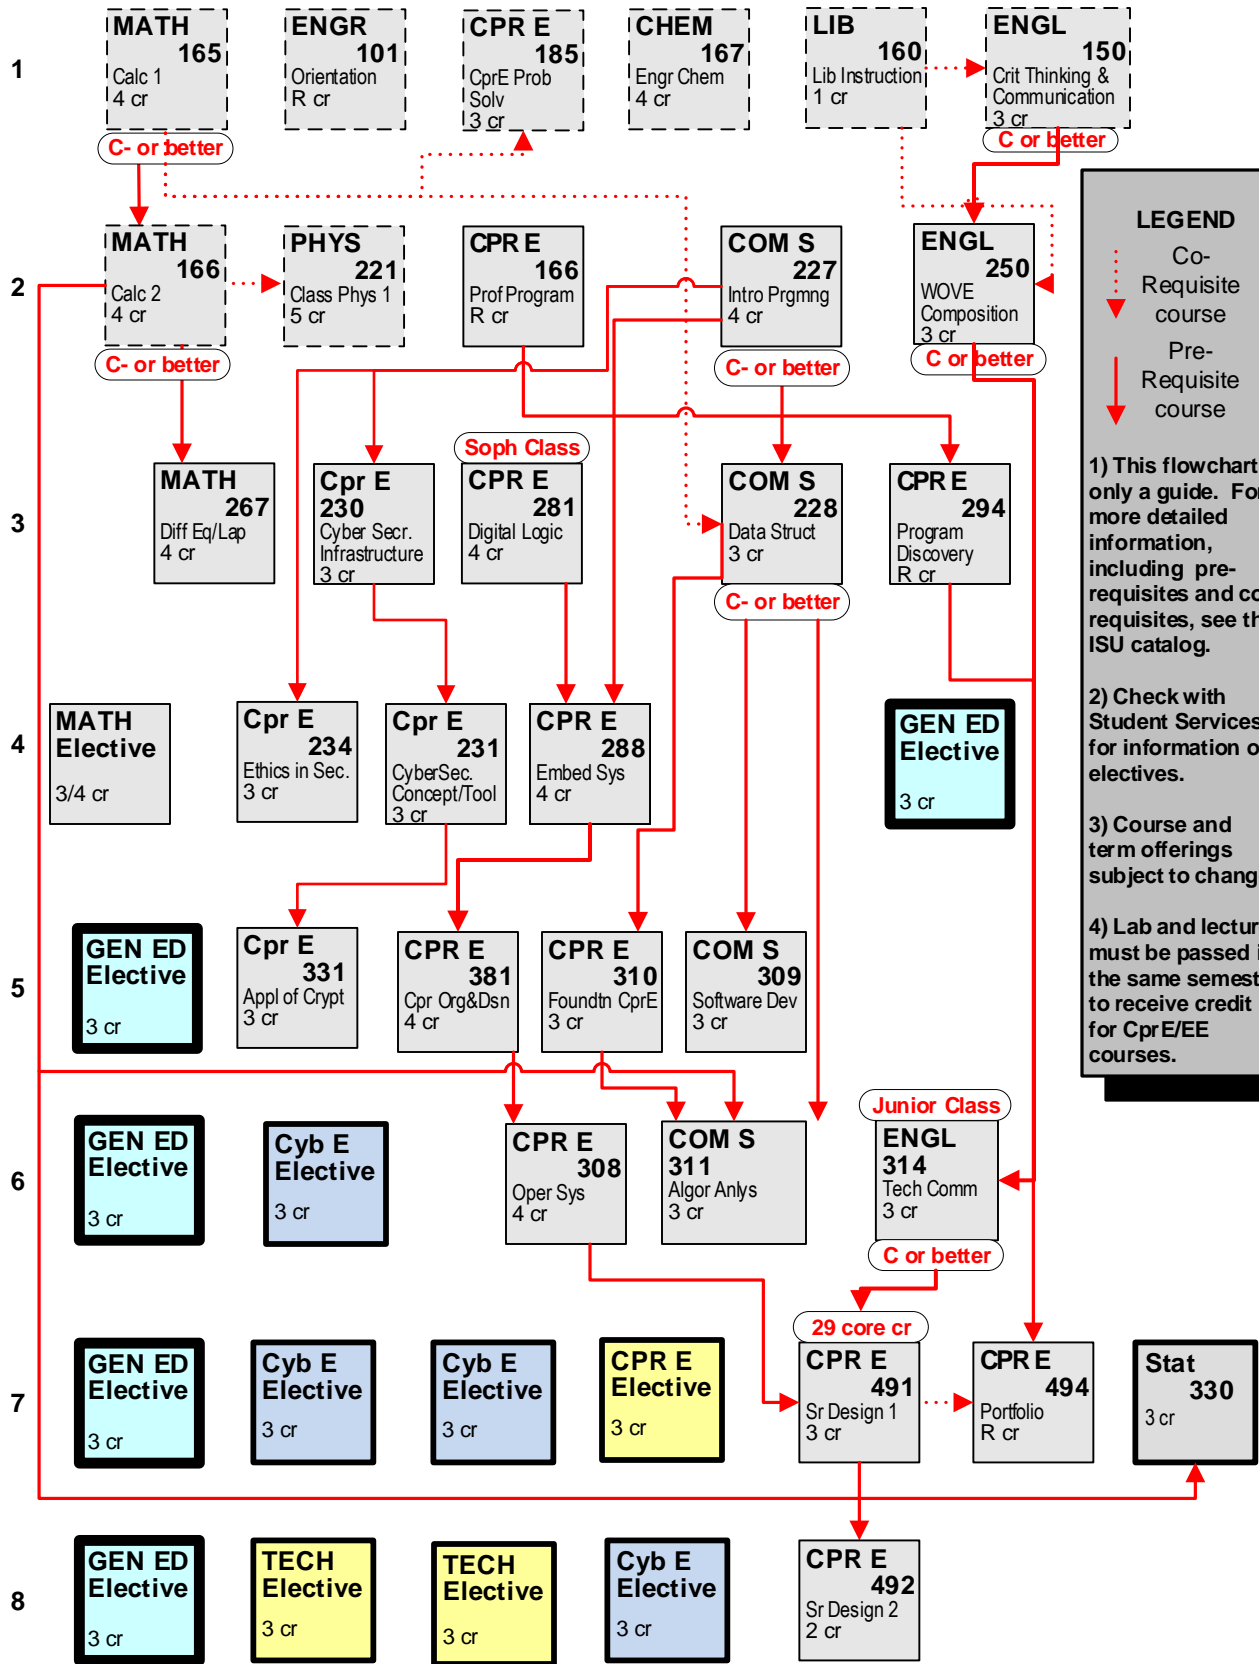 1
MATH
165
Calc 1
4 cr
ENGR
101
Orientation
R cr
CPR E
185
CprE Prob
Solv
3 cr
CHEM
167
Engr Chem
4 cr
LIB
160
Lib Instruction
1 cr
ENGL
150
Crit Thinking &
Communication
3 cr
C- or better
C or better
2
MATH
166
Calc 2
4 cr
PHYS
221
Class Phys 1
5 cr
CPR E
166
Prof Program
R cr
COM S
227
Intro Prgmng
4 cr
ENGL
250
WOVE
Composition
3 cr
C- or better
C- or better
C or better
Soph Class
3
MATH
267
Diff Eq/Lap
4 cr
Cpr E
230
Cyber Secr.
Infrastructure
3 cr
CPR E
281
Digital Logic
4 cr
COM S
228
Data Struct
3 cr
CPR E
294
Program
Discovery
R cr
C- or better
4
MATH
Elective
3/4 cr
Cpr E
234
Ethics in Sec.
3 cr
Cpr E
231
CyberSec.
Concept/Tool
3 cr
CPR E
288
Embed Sys
4 cr
GEN ED
Elective
3 cr
5
GEN ED
Elective
3 cr
Cpr E
331
Appl of Crypt
3 cr
CPR E
381
Cpr Org&Dsn
4 cr
CPR E
310
Foundtn CprE
3 cr
COM S
309
Software Dev
3 cr
6
GEN ED
Elective
3 cr
Cyb E
Elective
3 cr
CPR E
308
Oper Sys
4 cr
COM S
311
Algor Anlys
3 cr
Junior Class
ENGL
314
Tech Comm
3 cr
C or better
29 core cr
7
GEN ED
Elective
3 cr
Cyb E
Elective
3 cr
Cyb E
Elective
3 cr
CPR E
Elective
3 cr
CPR E
491
Sr Design 1
3 cr
CPR E
494
Portfolio
R cr
Stat
330
3 cr
8
GEN ED
Elective
3 cr
TECH
Elective
3 cr
TECH
Elective
3 cr
Cyb E
Elective
3 cr
CPR E
492
Sr Design 2
2 cr
LEGEND
Co-
Requisite
course
Pre-
Requisite
course
1) This flowchart
only a guide. For
more detailed
information,
including pre-
requisites and co
requisites, see th
ISU catalog.
2) Check with
Student Services
for information o
electives.
3) Course and
term offerings
subject to chang
4) Lab and lectur
must be passed i
the same semest
to receive credit
for CprE/EE
courses.